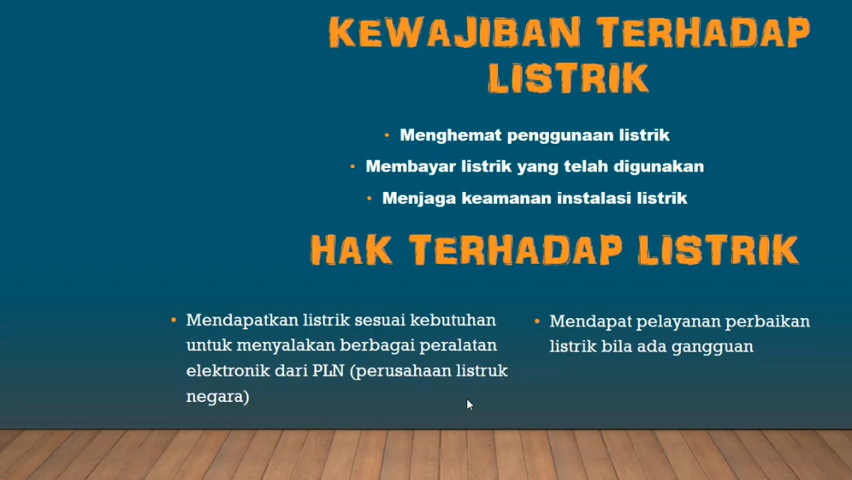 KEWAJIBAN TERHADAP
LISTRIK
• Menghemat penggunaan listrik
• Membayar listrik yang telah digunakan
• Menjaga keamanan instalasi listrik
HAK TERHADAP LISTRIK
• Mendapatkan listrik sesuai kebutuhan
untuk menyalakan berbagai peralatan
elektronik dari PLN (perusahaan listruk
negara)
• Mendapat pelayanan perbaikan
listrik bila ada gangguan